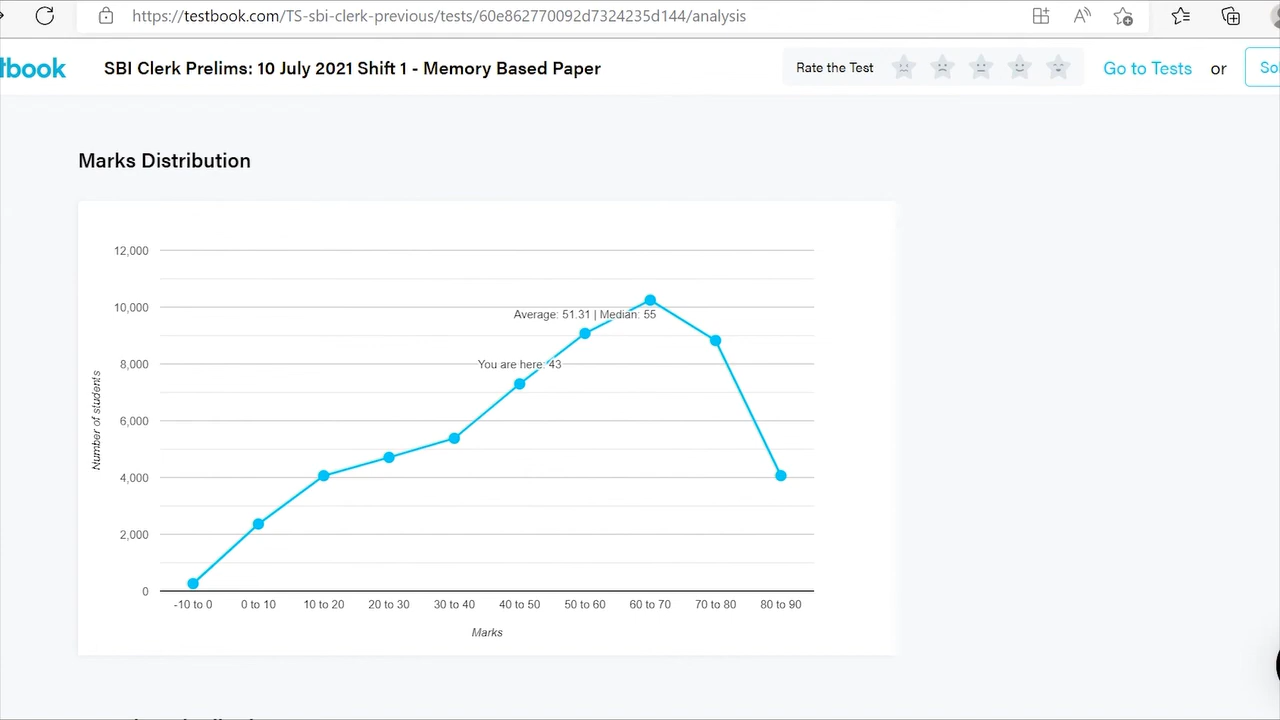 https://testbook.com/TS-sbi-clerk-previous/tests/60e862770092d7324235d144/analysis
tbook SBI Clerk Prelims: 10 July 2021 Shift 1 - Memory Based Paper Rate the Test Go to Tests or Sol
Marks Distribution
12,000
10,000
Average: 51.31 | Median: 55
8,000
You are here: 43
6,000
Number of students
4,000
2,000
0
-10 to 0 0 to 10 10 to 20 20 to 30 30 to 40 40 to 50 50 to 60 60 to 70 70 to 80 80 to 90
Marks